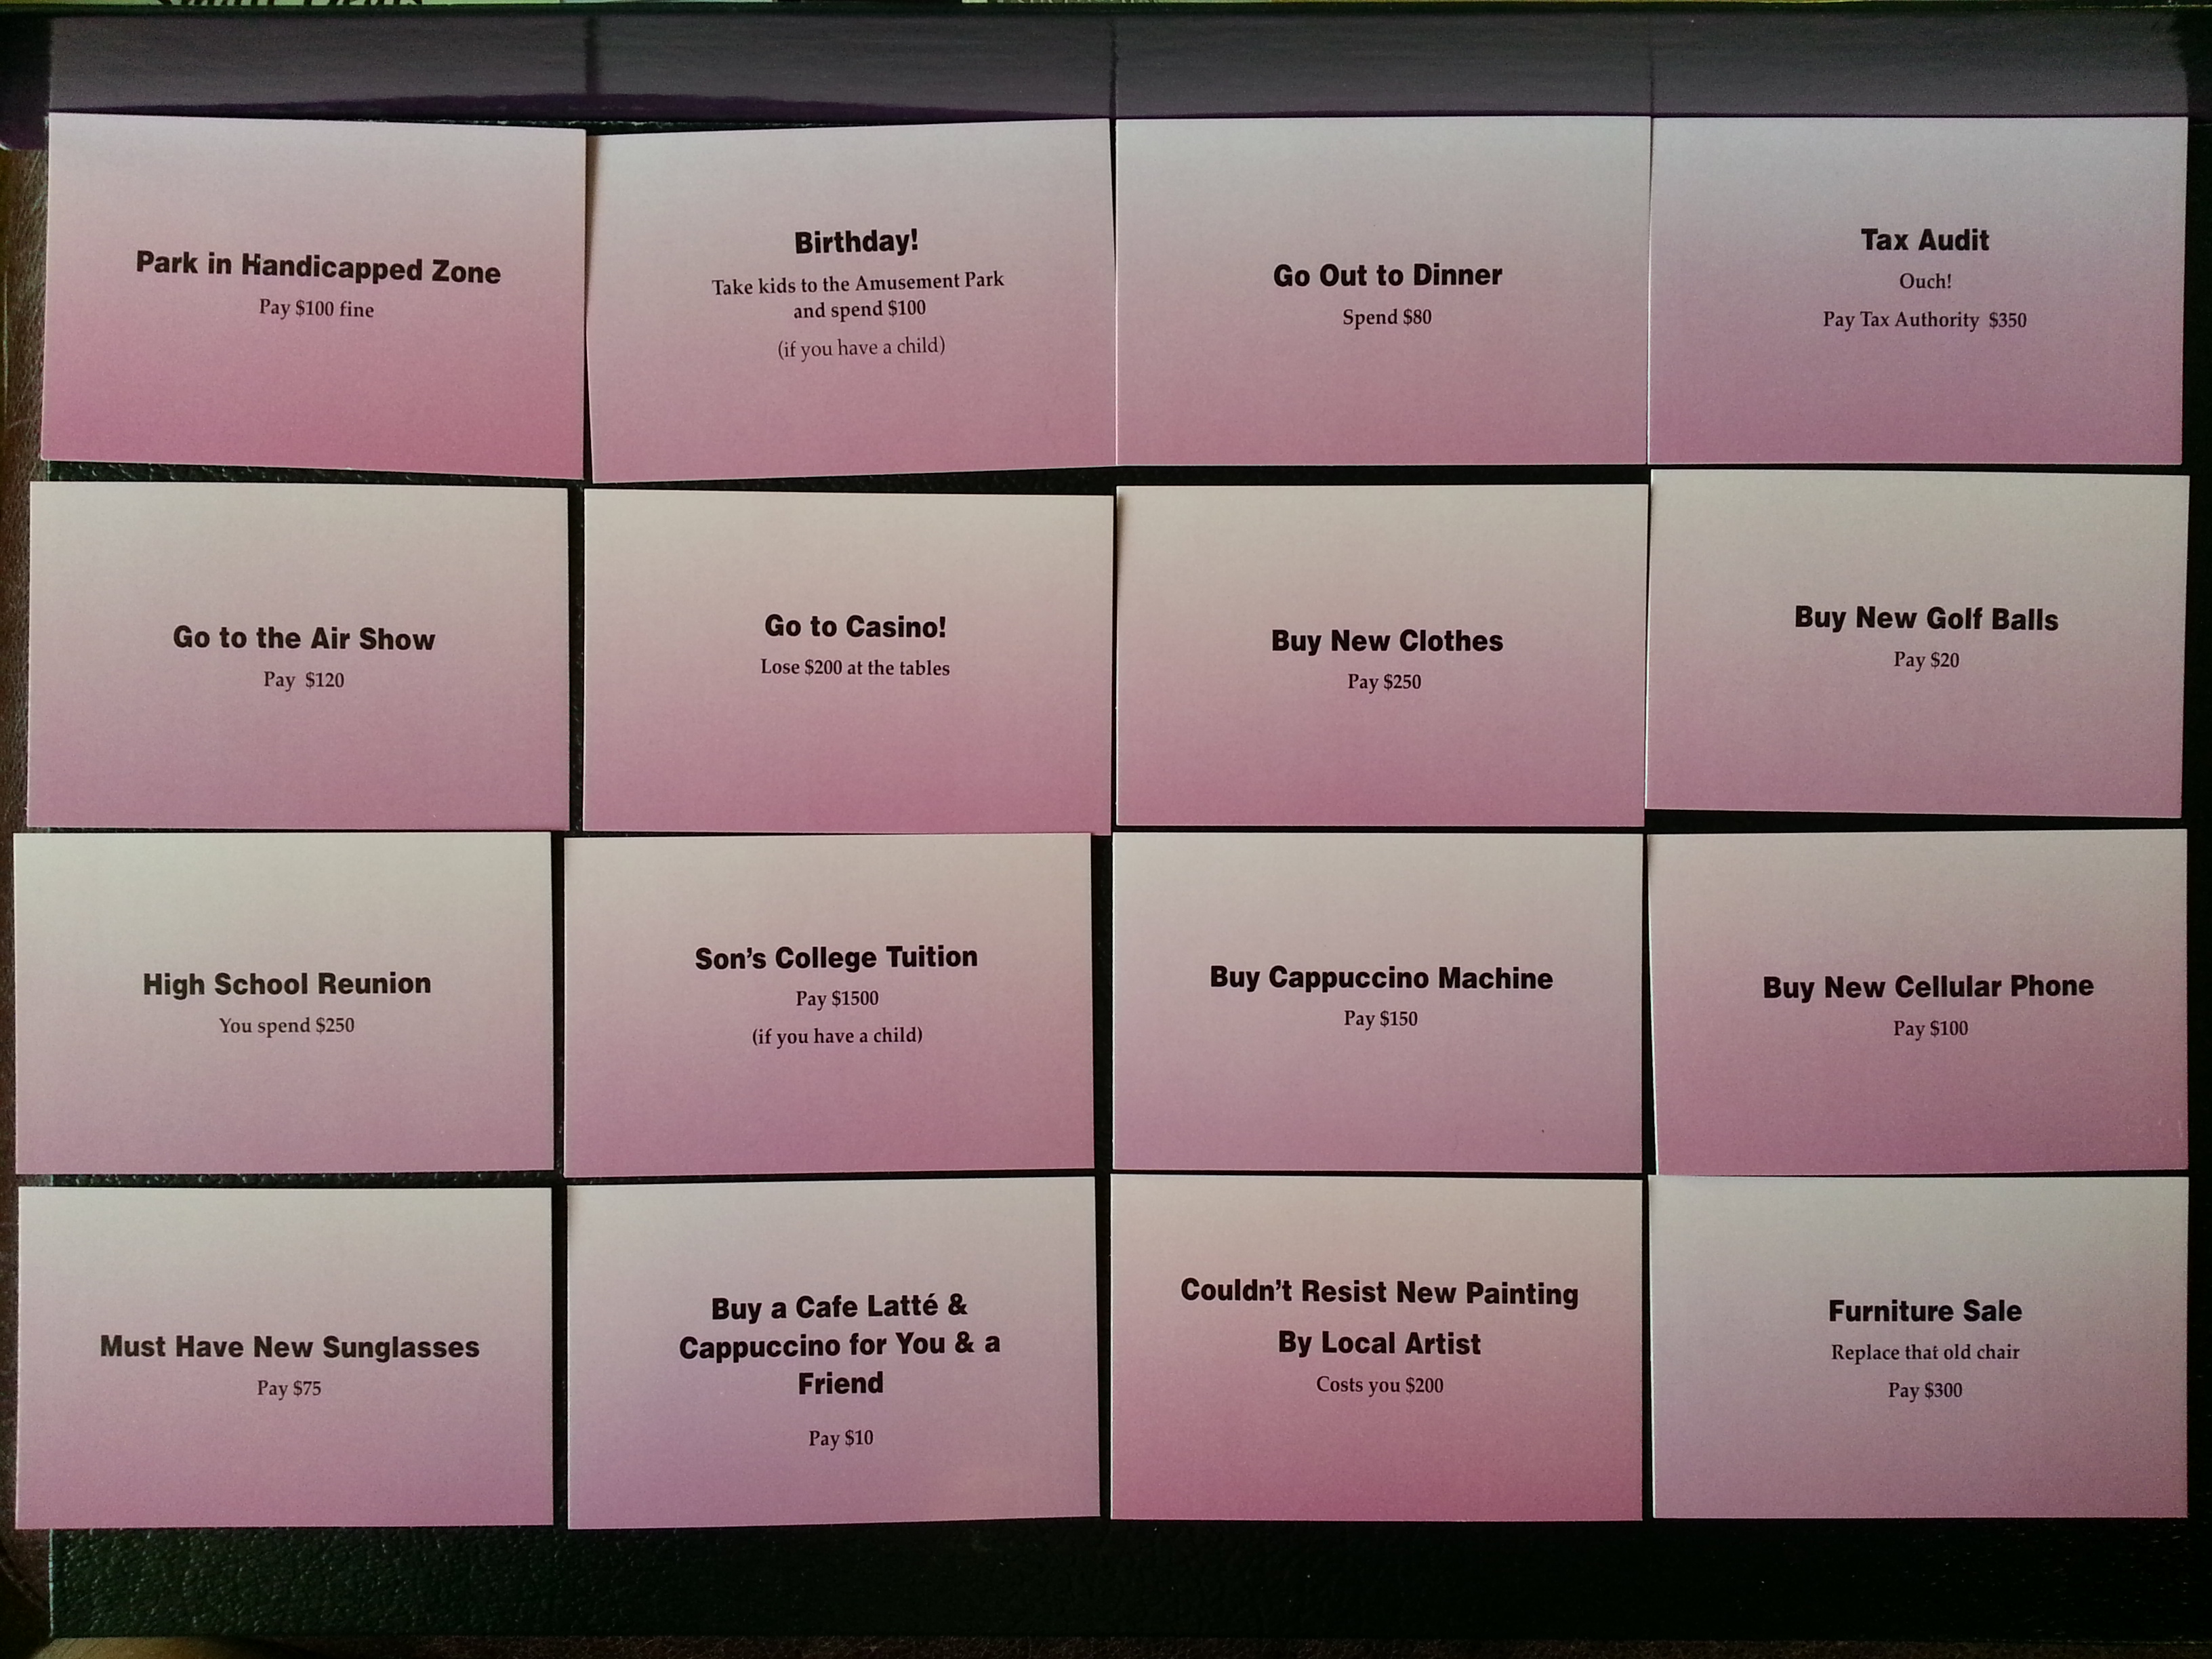 Park in Handicapped Zone
Pay $100 fine
Birthday!
Take kids to the Amusement Park
and spend $100
(if you have a child)
Go Out to Dinner
Spend $80
Tax Audit
Ouch!
Pay Tax Authority $350
Go to the Air Show
Pay $120
Go to Casino!
Lose $200 at the tables
Buy New Clothes
Pay $250
Buy New Golf Balls
Pay $20
High School Reunion
You spend $250
Son's College Tuition
Pay $1500
(if you have a child)
Buy Cappuccino Machine
Pay $150
Buy New Cellular Phone
Pay $100
Must Have New Sunglasses
Pay $75
Buy a Cafe Latté &
Cappuccino for You & a
Friend
Pay $10
Couldn't Resist New Painting
By Local Artist
Costs you $200
Furniture Sale
Replace that old chair
Pay $300